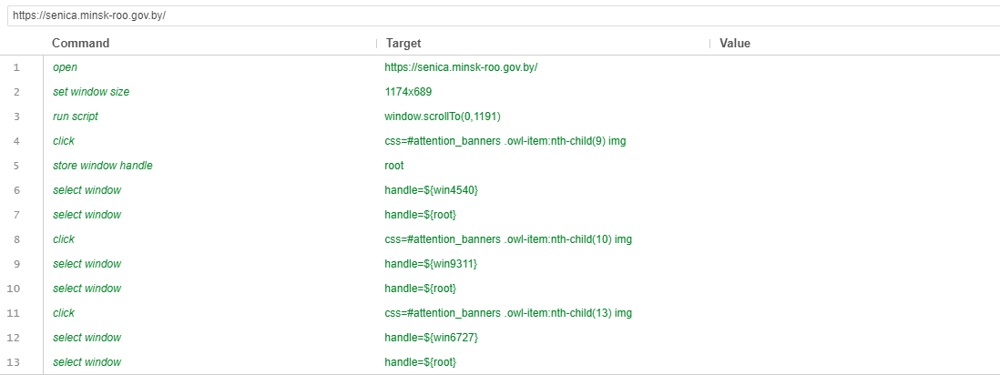 https://senica.minsk-roo.gov.by/
Command Target Value
1 open https://senica.minsk-roo.gov.by/
2 set window size 1174x689
3 run script window.scrollTo(0,1191)
4 click css=#attention_banners .owl-item:nth-child(9) img
5 store window handle root
6 select window handle=${win4540}
7 select window handle=${root}
8 click css=#attention_banners .owl-item:nth-child(10) img
9 select window handle=${win9311}
10 select window handle=${root}
11 click css=#attention_banners .owl-item:nth-child(13) img
12 select window handle=${win6727}
13 select window handle=${root}